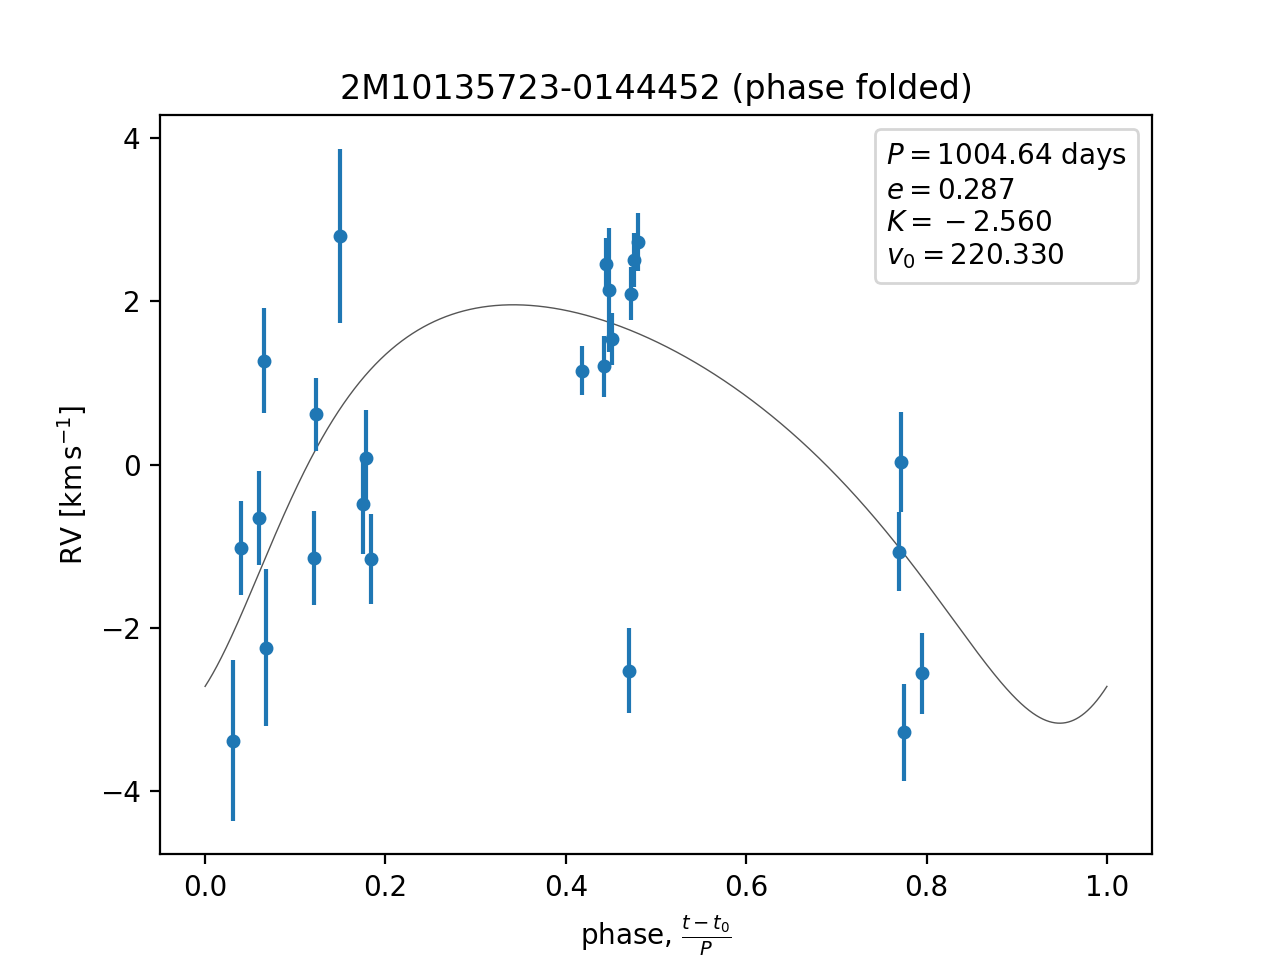 2M10135723-0144452 (phase folded)
P = 1004.64 days
e = 0.287
K = −2.560
v₀ = 220.330
4
2
0
−2
−4
RV [km s⁻¹]
0.0 0.2 0.4 0.6 0.8 1.0
phase, (t − t₀)/P